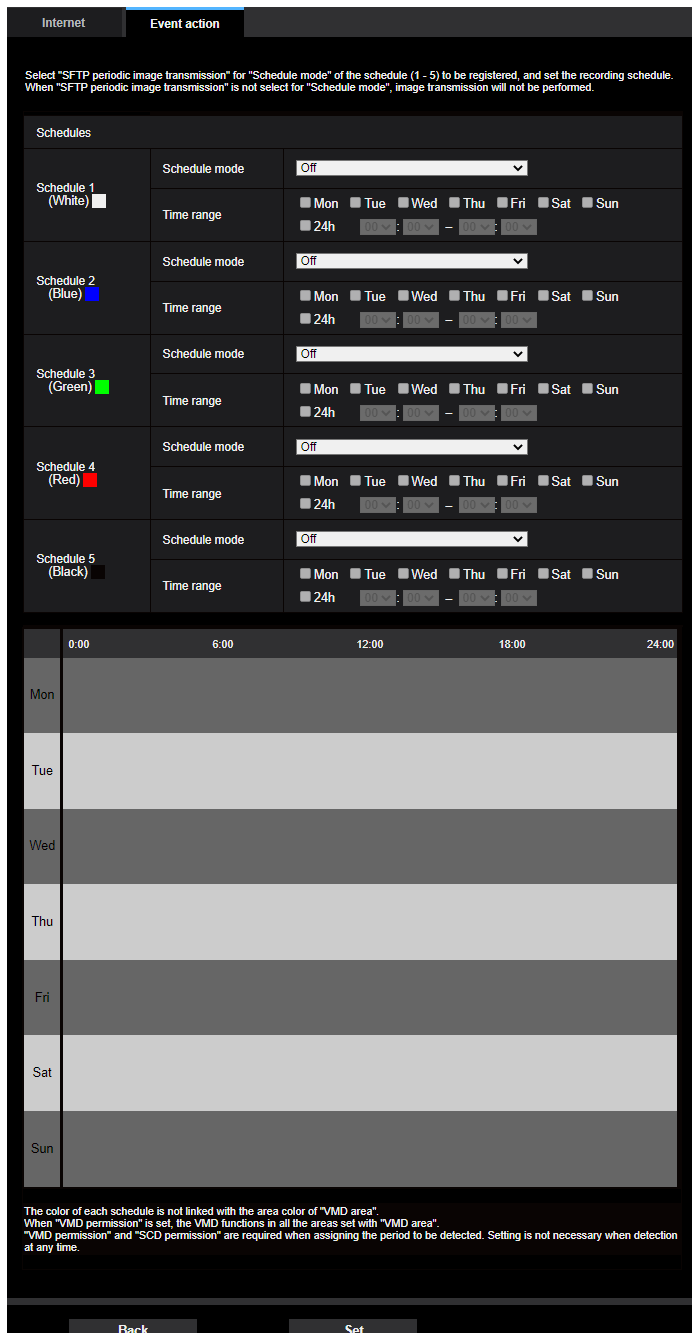 Internet Event action
Select "SFTP periodic image transmission" for "Schedule mode" of the schedule (1 - 5) to be registered, and set the recording schedule.
When "SFTP periodic image transmission" is not select for "Schedule mode", image transmission will not be performed.
Schedules
Schedule 1
(White)
Schedule mode Off
Time range Mon Tue Wed Thu Fri Sat Sun
24h 00 : 00 – 00 : 00
Schedule 2
(Blue)
Schedule mode Off
Time range Mon Tue Wed Thu Fri Sat Sun
24h 00 : 00 – 00 : 00
Schedule 3
(Green)
Schedule mode Off
Time range Mon Tue Wed Thu Fri Sat Sun
24h 00 : 00 – 00 : 00
Schedule 4
(Red)
Schedule mode Off
Time range Mon Tue Wed Thu Fri Sat Sun
24h 00 : 00 – 00 : 00
Schedule 5
(Black)
Schedule mode Off
Time range Mon Tue Wed Thu Fri Sat Sun
24h 00 : 00 – 00 : 00
0:00 6:00 12:00 18:00 24:00
Mon
Tue
Wed
Thu
Fri
Sat
Sun
The color of each schedule is not linked with the area color of "VMD area".
When "VMD permission" is set, the VMD functions in all the areas set with "VMD area".
"VMD permission" and "SCD permission" are required when assigning the period to be detected. Setting is not necessary when detection
at any time.
Back Set